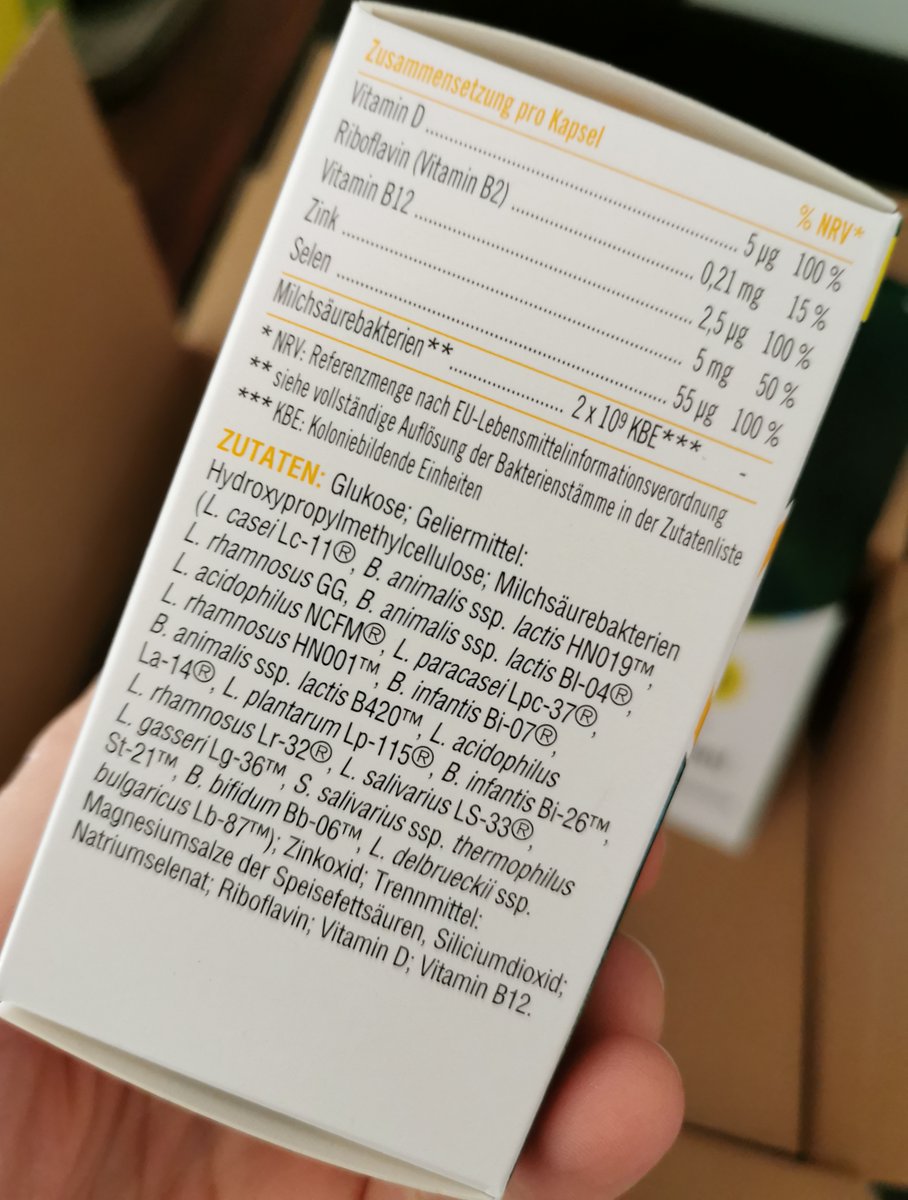 Zusammensetzung pro Kapsel
% NRV*
Vitamin D ........ 5 µg 100 %
Riboflavin (Vitamin B2) ........ 0,21 mg 15 %
Vitamin B12 ........ 2,5 µg 100 %
Zink ........ 5 mg 50 %
Selen ........ 55 µg 100 %
Milchsäurebakterien** ........ 2 x 10⁹ KBE*** -
* NRV: Referenzmenge nach EU-Lebensmittelinformationsverordnung
** siehe vollständige Auflösung der Bakterienstämme in der Zutatenliste
*** KBE: Koloniebildende Einheiten
ZUTATEN: Glukose; Geliermittel:
Hydroxypropylmethylcellulose; Milchsäurebakterien
(L. casei Lc-11®, B. animalis ssp. lactis HN019™,
L. rhamnosus GG, B. animalis ssp. lactis Bl-04®,
L. acidophilus NCFM®, L. paracasei Lpc-37®,
L. rhamnosus HN001™, B. infantis Bi-07®,
B. animalis ssp. lactis B420™, L. acidophilus
La-14®, L. plantarum Lp-115®, B. infantis Bi-26™,
L. rhamnosus Lr-32®, L. salivarius LS-33®,
L. gasseri Lg-36™, S. salivarius ssp. thermophilus
St-21™, B. bifidum Bb-06™, L. delbrueckii ssp.
bulgaricus Lb-87™); Zinkoxid; Trennmittel:
Magnesiumsalze der Speisefettsäuren, Siliciumdioxid;
Natriumselenat; Riboflavin; Vitamin D; Vitamin B12.